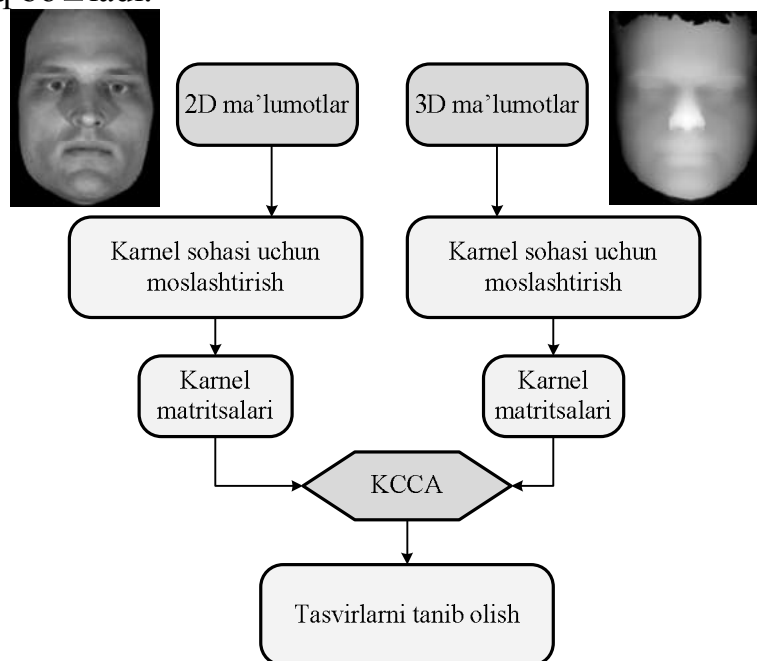 2D ma’lumotlar
3D ma’lumotlar
Karnel sohasi uchun
moslashtirish
Karnel sohasi uchun
moslashtirish
Karnel
matritsalari
Karnel
matritsalari
KCCA
Tasvirlarni tanib olish